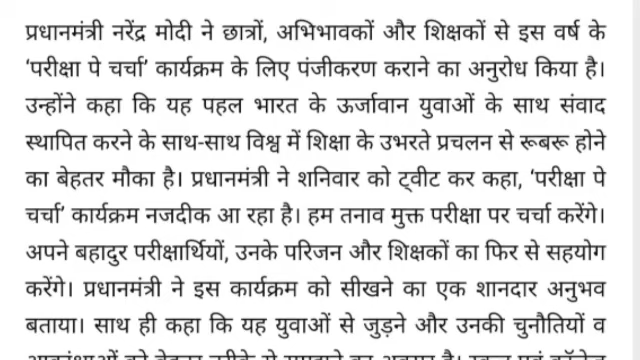 प्रधानमंत्री नरेंद्र मोदी ने छात्रों, अभिभावकों और शिक्षकों से इस वर्ष के
‘परीक्षा पे चर्चा’ कार्यक्रम के लिए पंजीकरण कराने का अनुरोध किया है।
उन्होंने कहा कि यह पहल भारत के ऊर्जावान युवाओं के साथ संवाद
स्थापित करने के साथ-साथ विश्व में शिक्षा के उभरते प्रचलन से रूबरू होने
का बेहतर मौका है। प्रधानमंत्री ने शनिवार को ट्वीट कर कहा, ‘परीक्षा पे
चर्चा’ कार्यक्रम नजदीक आ रहा है। हम तनाव मुक्त परीक्षा पर चर्चा करेंगे।
अपने बहादुर परीक्षार्थियों, उनके परिजन और शिक्षकों का फिर से सहयोग
करेंगे। प्रधानमंत्री ने इस कार्यक्रम को सीखने का एक शानदार अनुभव
बताया। साथ ही कहा कि यह युवाओं से जुड़ने और उनकी चुनौतियों व